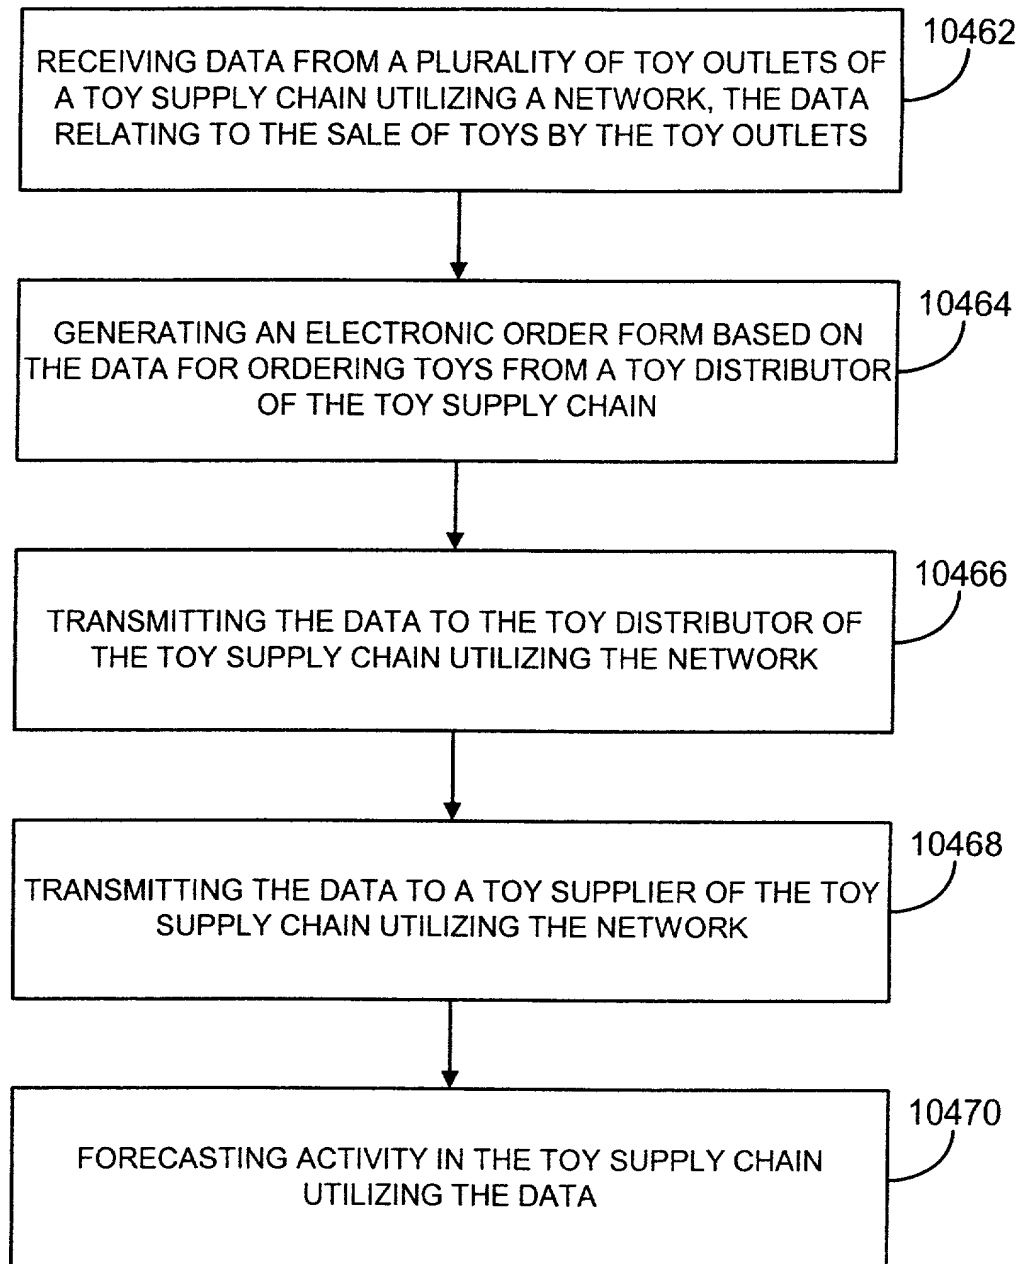 10462
RECEIVING DATA FROM A PLURALITY OF TOY OUTLETS OF
A TOY SUPPLY CHAIN UTILIZING A NETWORK, THE DATA
RELATING TO THE SALE OF TOYS BY THE TOY OUTLETS
10464
GENERATING AN ELECTRONIC ORDER FORM BASED ON
THE DATA FOR ORDERING TOYS FROM A TOY DISTRIBUTOR
OF THE TOY SUPPLY CHAIN
10466
TRANSMITTING THE DATA TO THE TOY DISTRIBUTOR OF
THE TOY SUPPLY CHAIN UTILIZING THE NETWORK
10468
TRANSMITTING THE DATA TO A TOY SUPPLIER OF THE TOY
SUPPLY CHAIN UTILIZING THE NETWORK
10470
FORECASTING ACTIVITY IN THE TOY SUPPLY CHAIN
UTILIZING THE DATA